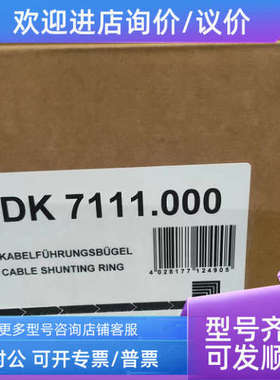 欢迎进店询价/议价
DK 7111.000
KABELFÜHRUNGSBÜGEL
CABLE SHUNTING RING
4028177124905
更多型号咨询店铺客服
型号齐
对公 可开专票/普票
可发顺